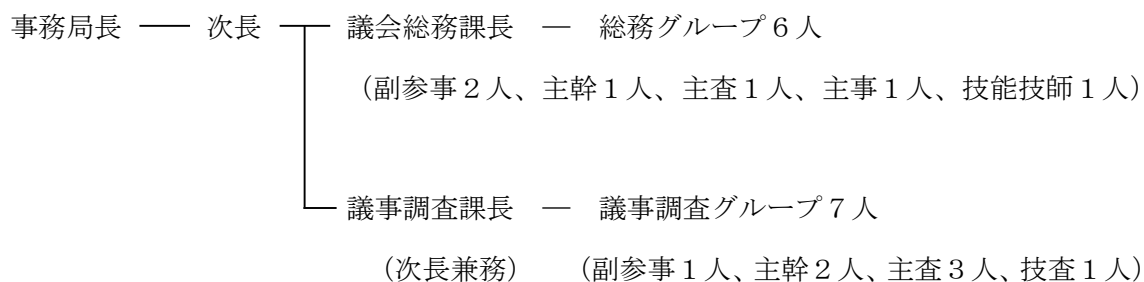 事務局長 ── 次長 ─┬─ 議会総務課長 ― 総務グループ６人
（副参事２人、主幹１人、主査１人、主事１人、技能技師１人）
└─ 議事調査課長 ― 議事調査グループ７人
（次長兼務） （副参事１人、主幹２人、主査３人、技査１人）